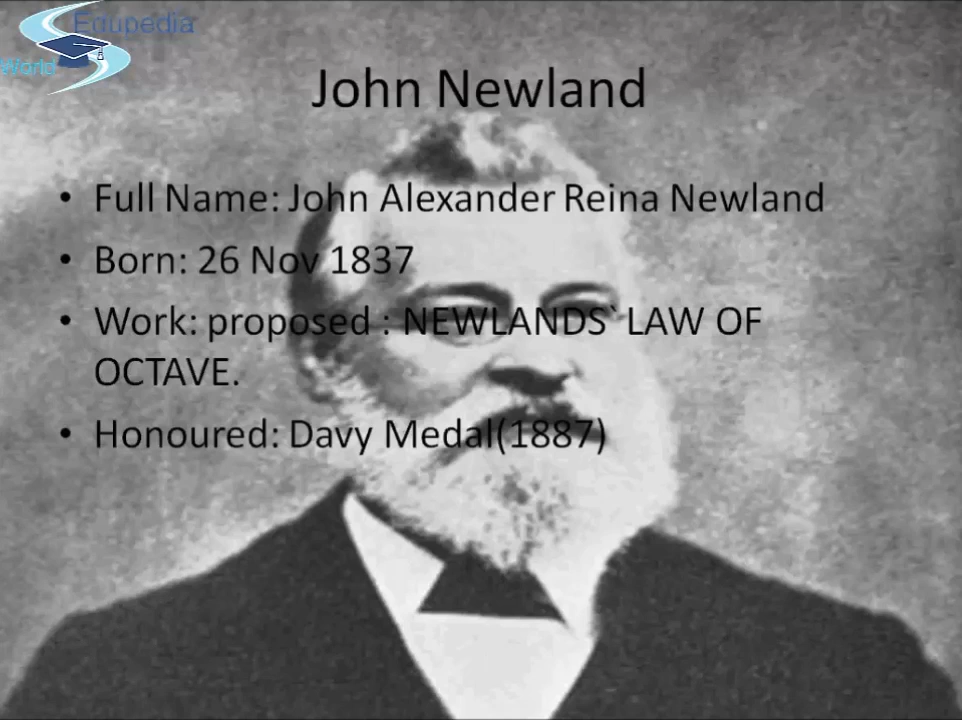 Edupedia
World
John Newland
• Full Name: John Alexander Reina Newland
• Born: 26 Nov 1837
• Work: proposed : NEWLANDS` LAW OF
OCTAVE.
• Honoured: Davy Medal(1887)